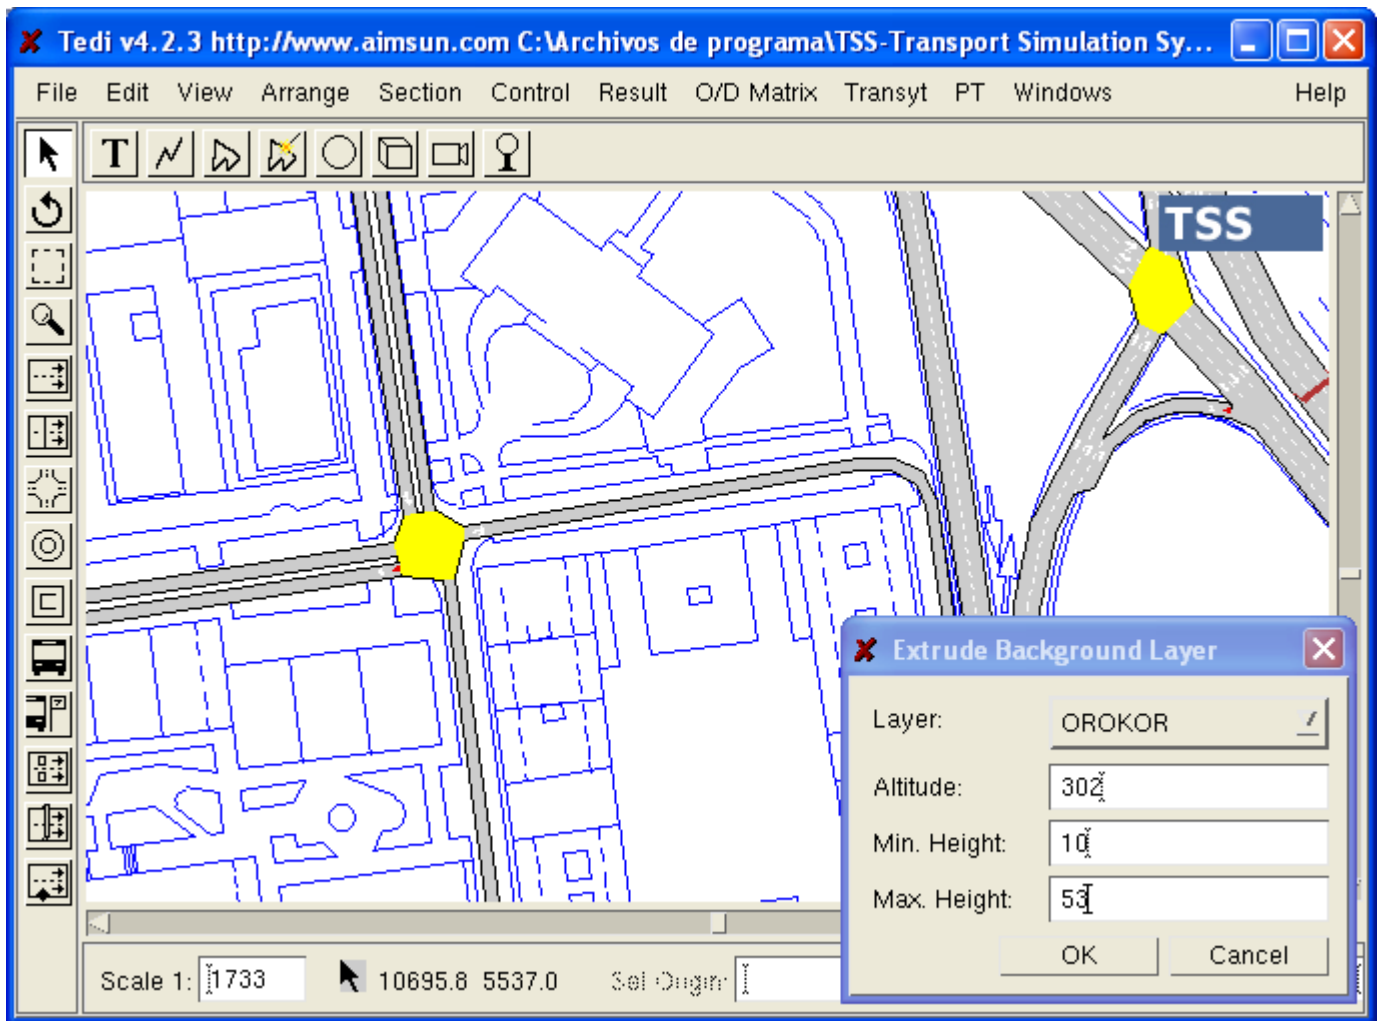 Tedi v4.2.3 http://www.aimsun.com C:\Archivos de programa\TSS-Transport Simulation Sy...
File Edit View Arrange Section Control Result O/D Matrix Transyt PT Windows Help
T
TSS
Extrude Background Layer
Layer: OROKOR
Altitude: 302
Min. Height: 10
Max. Height: 53
OK Cancel
Scale 1: 1733 10695.8 5537.0 Sel Origin: